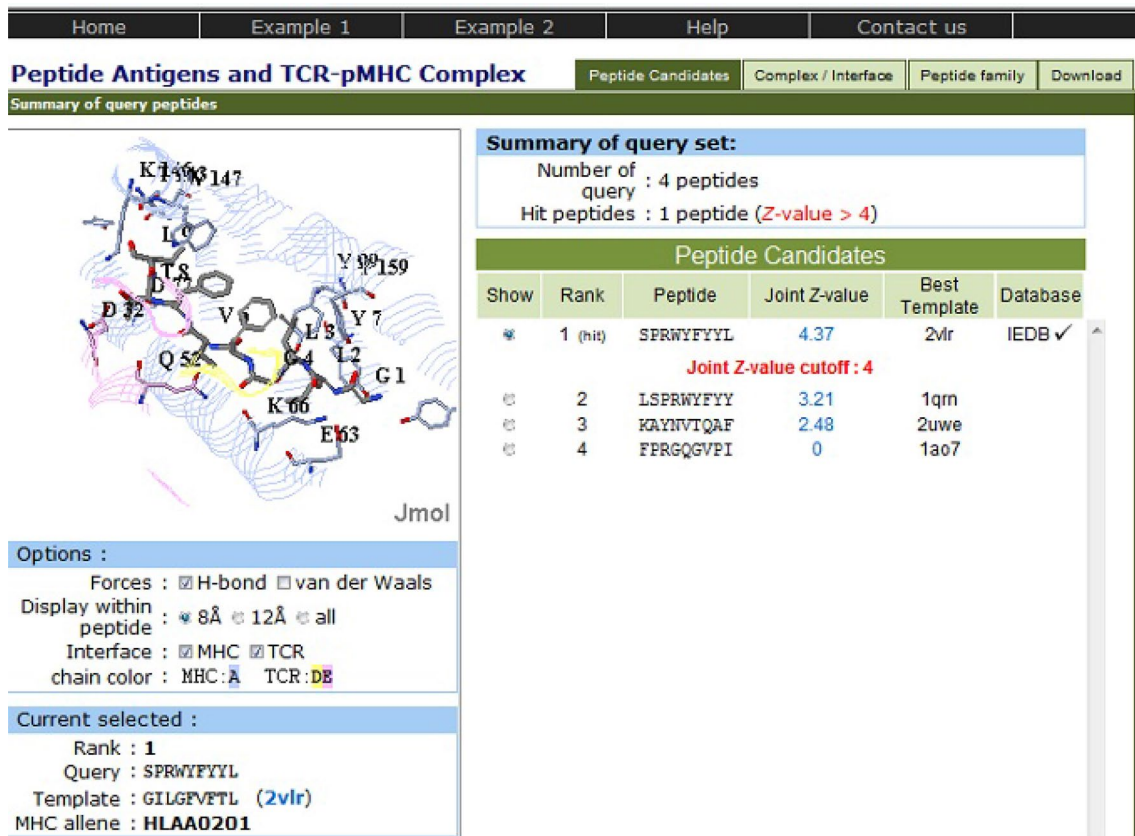 Home Example 1 Example 2 Help Contact us
Peptide Antigens and TCR-pMHC Complex
Peptide Candidates Complex / Interface Peptide family Download
Summary of query peptides
147
L 9
T 8
159
D 32
V
L 3
Y 7
Q 52
G 4
L 2
G 1
K 66
E 63
Jmol
Options :
Forces : H-bond van der Waals
Display within peptide : 8Å 12Å all
Interface : MHC TCR
chain color : MHC:A TCR:DE
Current selected :
Rank : 1
Query : SPRWYFYYL
Template : GILGFVFTL (2vlr)
MHC allene : HLAA0201
Summary of query set:
Number of query : 4 peptides
Hit peptides : 1 peptide (Z-value > 4)
Peptide Candidates
Show Rank Peptide Joint Z-value Best Template Database
1 (hit) SPRWYFYYL 4.37 2vlr IEDB ✓
Joint Z-value cutoff : 4
2 LSPRWYFYY 3.21 1qrn
3 KAYNVTQAF 2.48 2uwe
4 FPRGQGVPI 0 1ao7